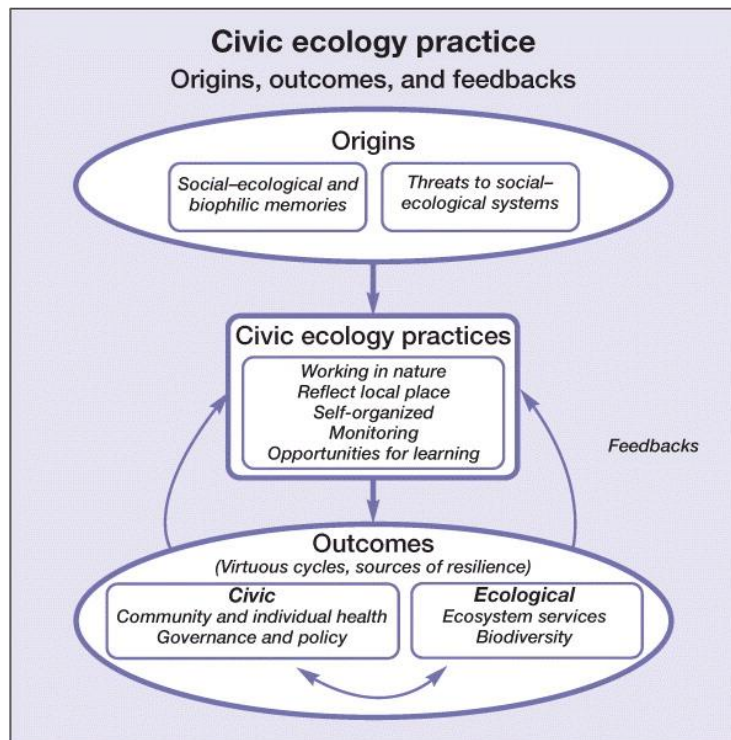 Civic ecology practice
Origins, outcomes, and feedbacks
Origins
Social–ecological and
biophilic memories
Threats to social–
ecological systems
Civic ecology practices
Working in nature
Reflect local place
Self-organized
Monitoring
Opportunities for learning
Feedbacks
Outcomes
(Virtuous cycles, sources of resilience)
Civic
Community and individual health
Governance and policy
Ecological
Ecosystem services
Biodiversity